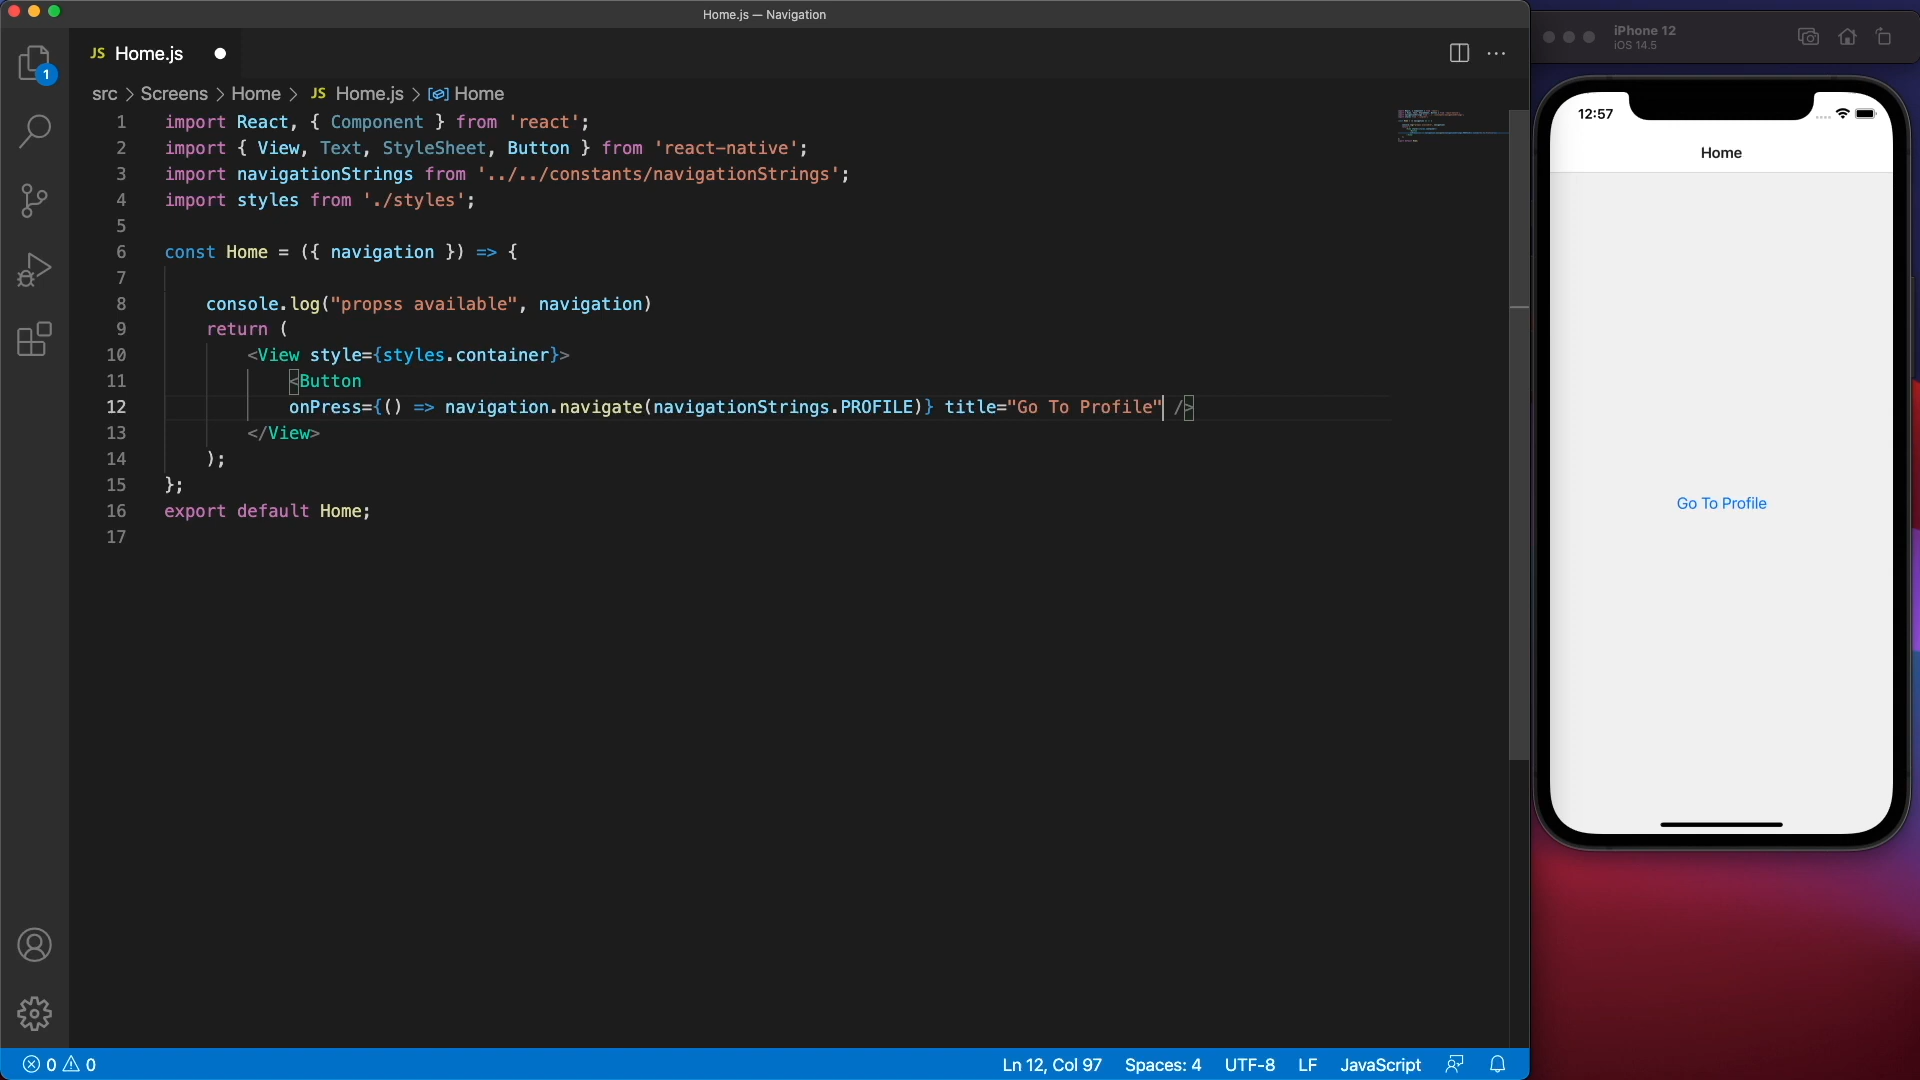 Home.js — Navigation
JS Home.js
1
src > Screens > Home > JS Home.js > Home
1 import React, { Component } from 'react';
2 import { View, Text, StyleSheet, Button } from 'react-native';
3 import navigationStrings from '../../constants/navigationStrings';
4 import styles from './styles';
5
6 const Home = ({ navigation }) => {
7
8 console.log("propss available", navigation)
9 return (
10 <View style={styles.container}>
11 <Button
12 onPress={() => navigation.navigate(navigationStrings.PROFILE)} title="Go To Profile" />
13 </View>
14 );
15 };
16 export default Home;
17
0 0
Ln 12, Col 97 Spaces: 4 UTF-8 LF JavaScript
iPhone 12
iOS 14.5
12:57
Home
Go To Profile